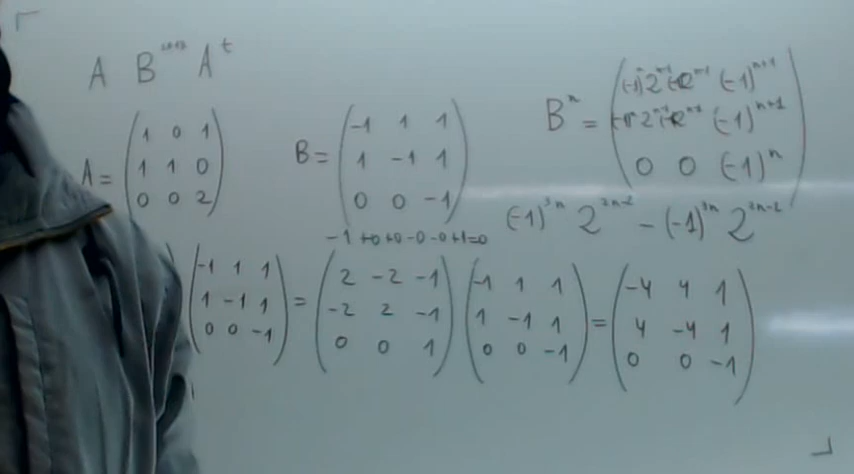 A B A^t
A = ( 1 0 1
1 1 0
0 0 2 )
B = ( -1 1 1
1 -1 1
0 0 -1 )
-1 +0+0-0-0+1=0
B^n = ( (-1)^n 2^{n-1} (-1)^{n+1}
2^{n-1} (-1)^{n+1}
0 0 (-1)^n )
(-1)^{3n} 2^{2n-2} - (-1)^{3n} 2^{2n-2}
( -1 1 1
1 -1 1
0 0 -1 ) = ( 2 -2 -1
-2 2 -1
0 0 1 ) ( -1 1 1
1 -1 1
0 0 -1 ) = ( -4 4 1
4 -4 1
0 0 -1 )